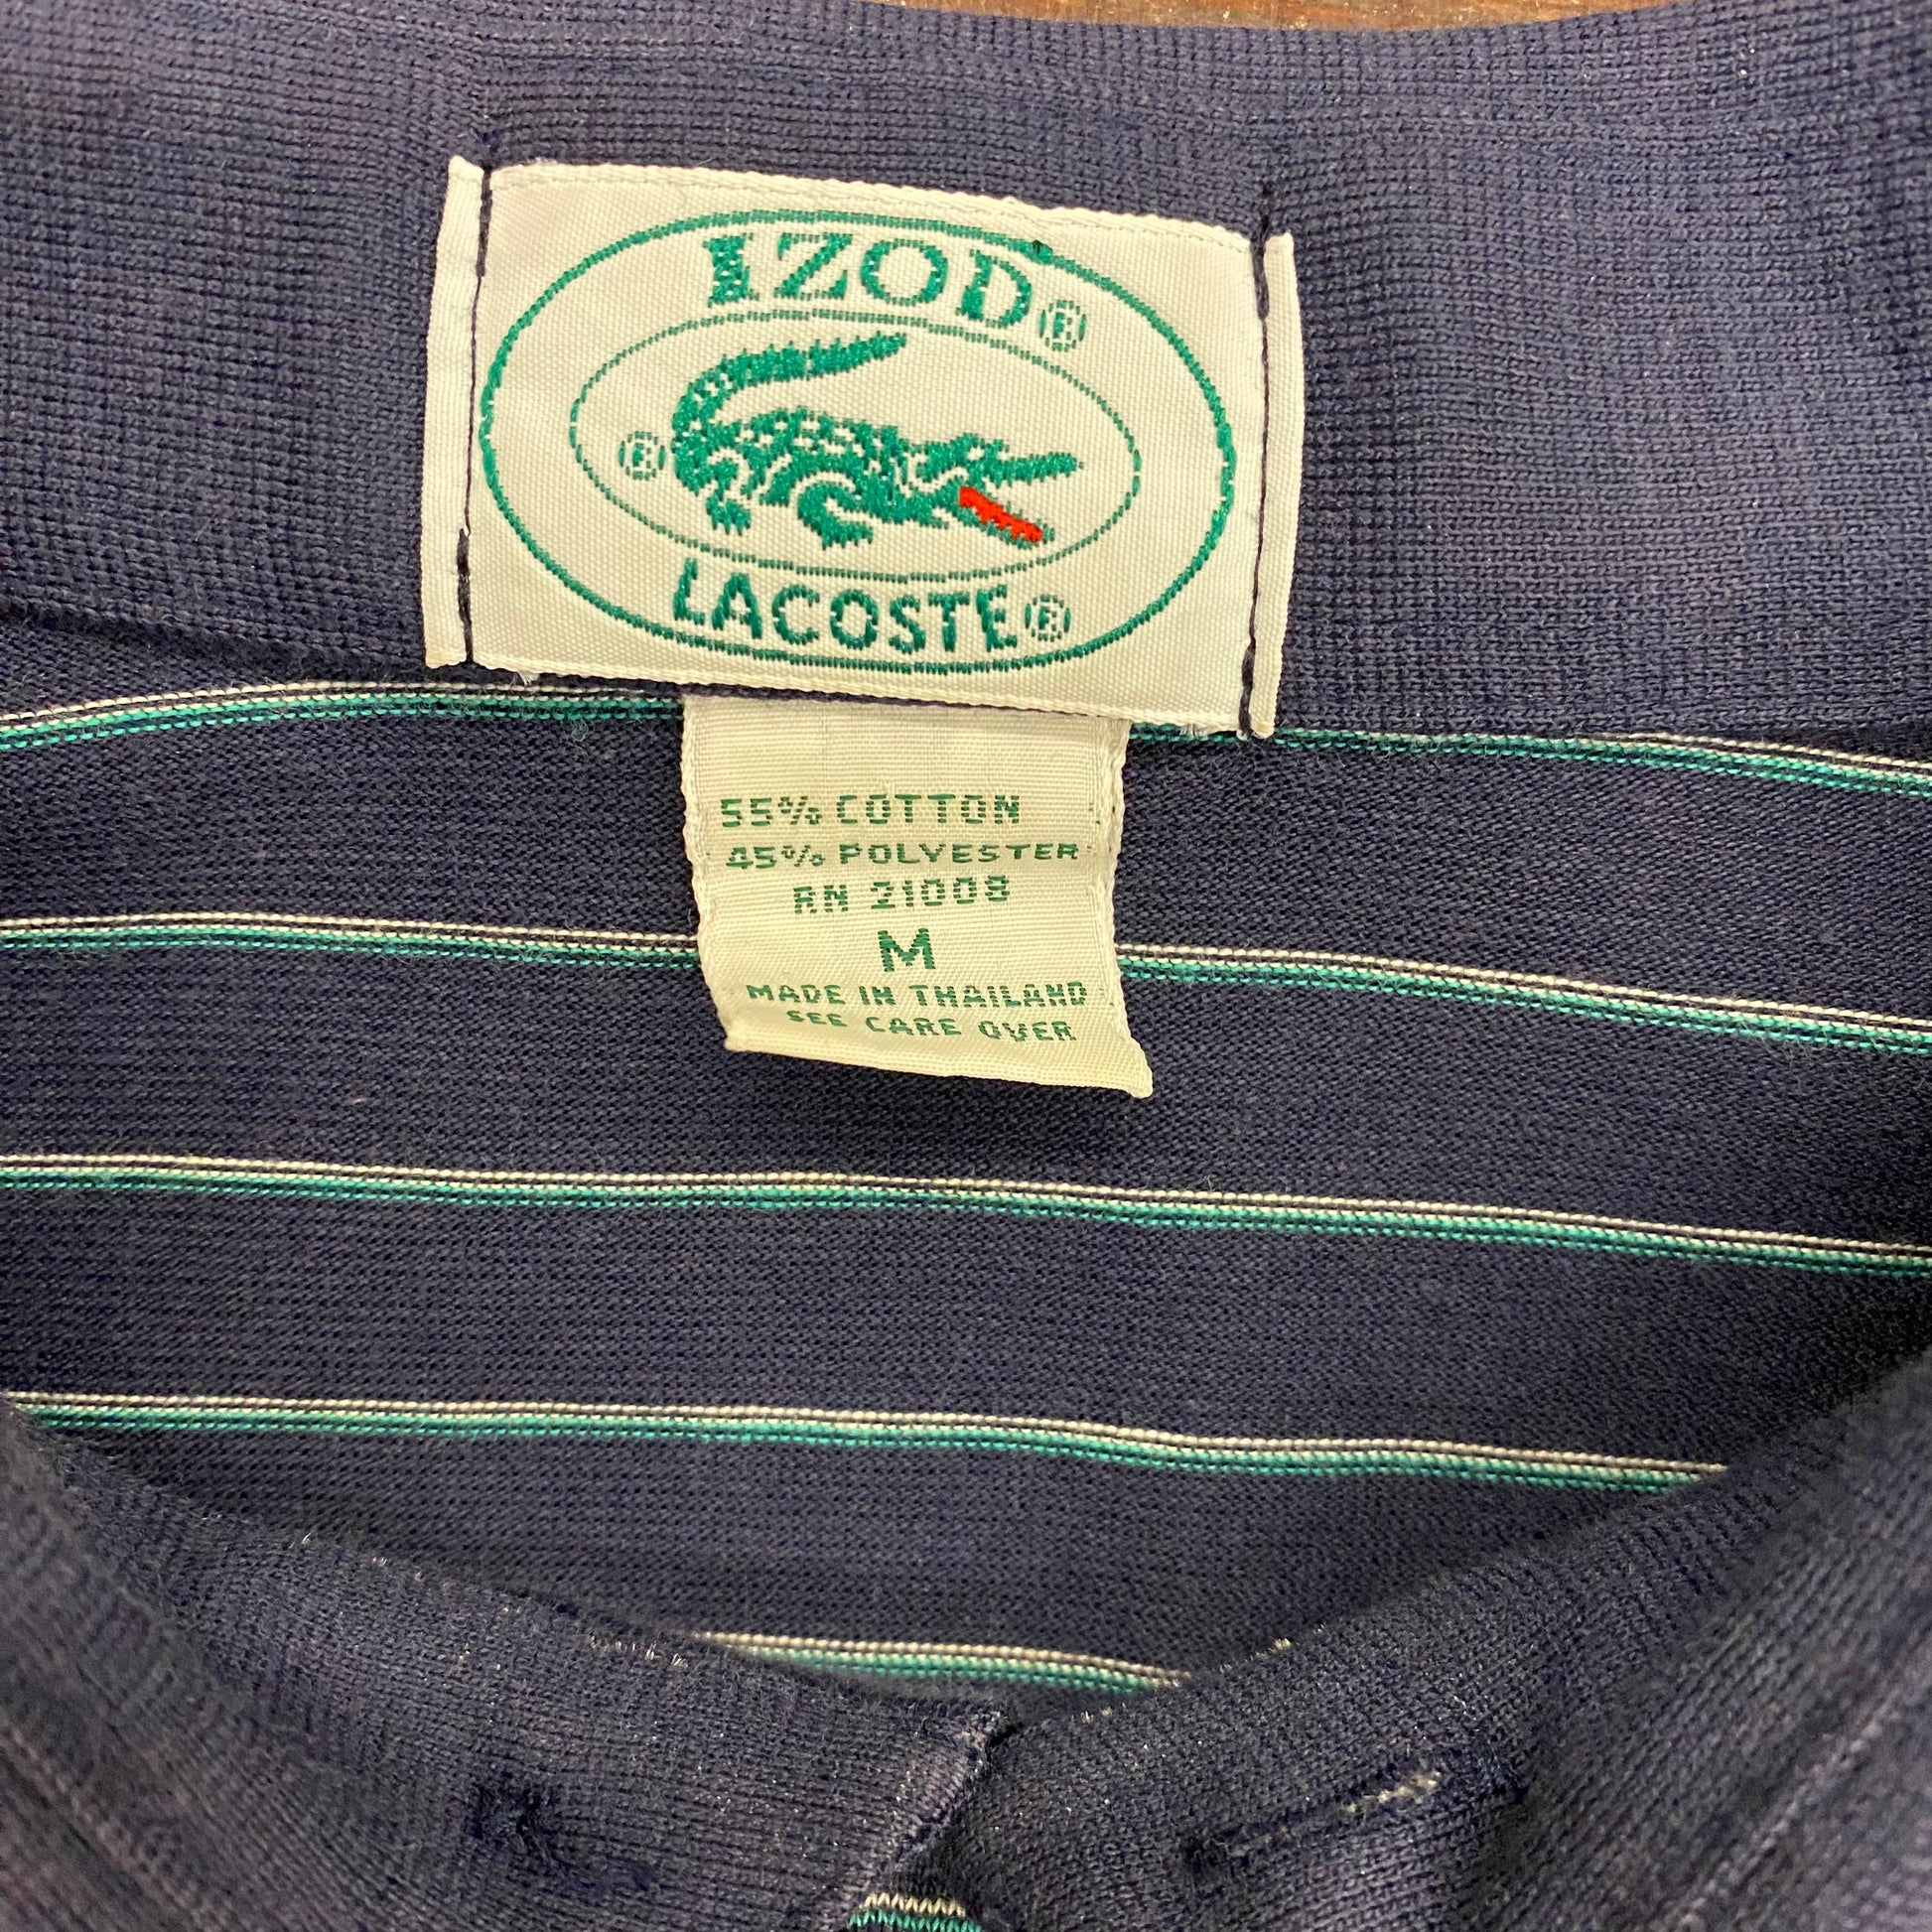 IZOD®
®
LACOSTE®
55% COTTON
45% POLYESTER
RN 21008
M
MADE IN THAILAND
SEE CARE OVER